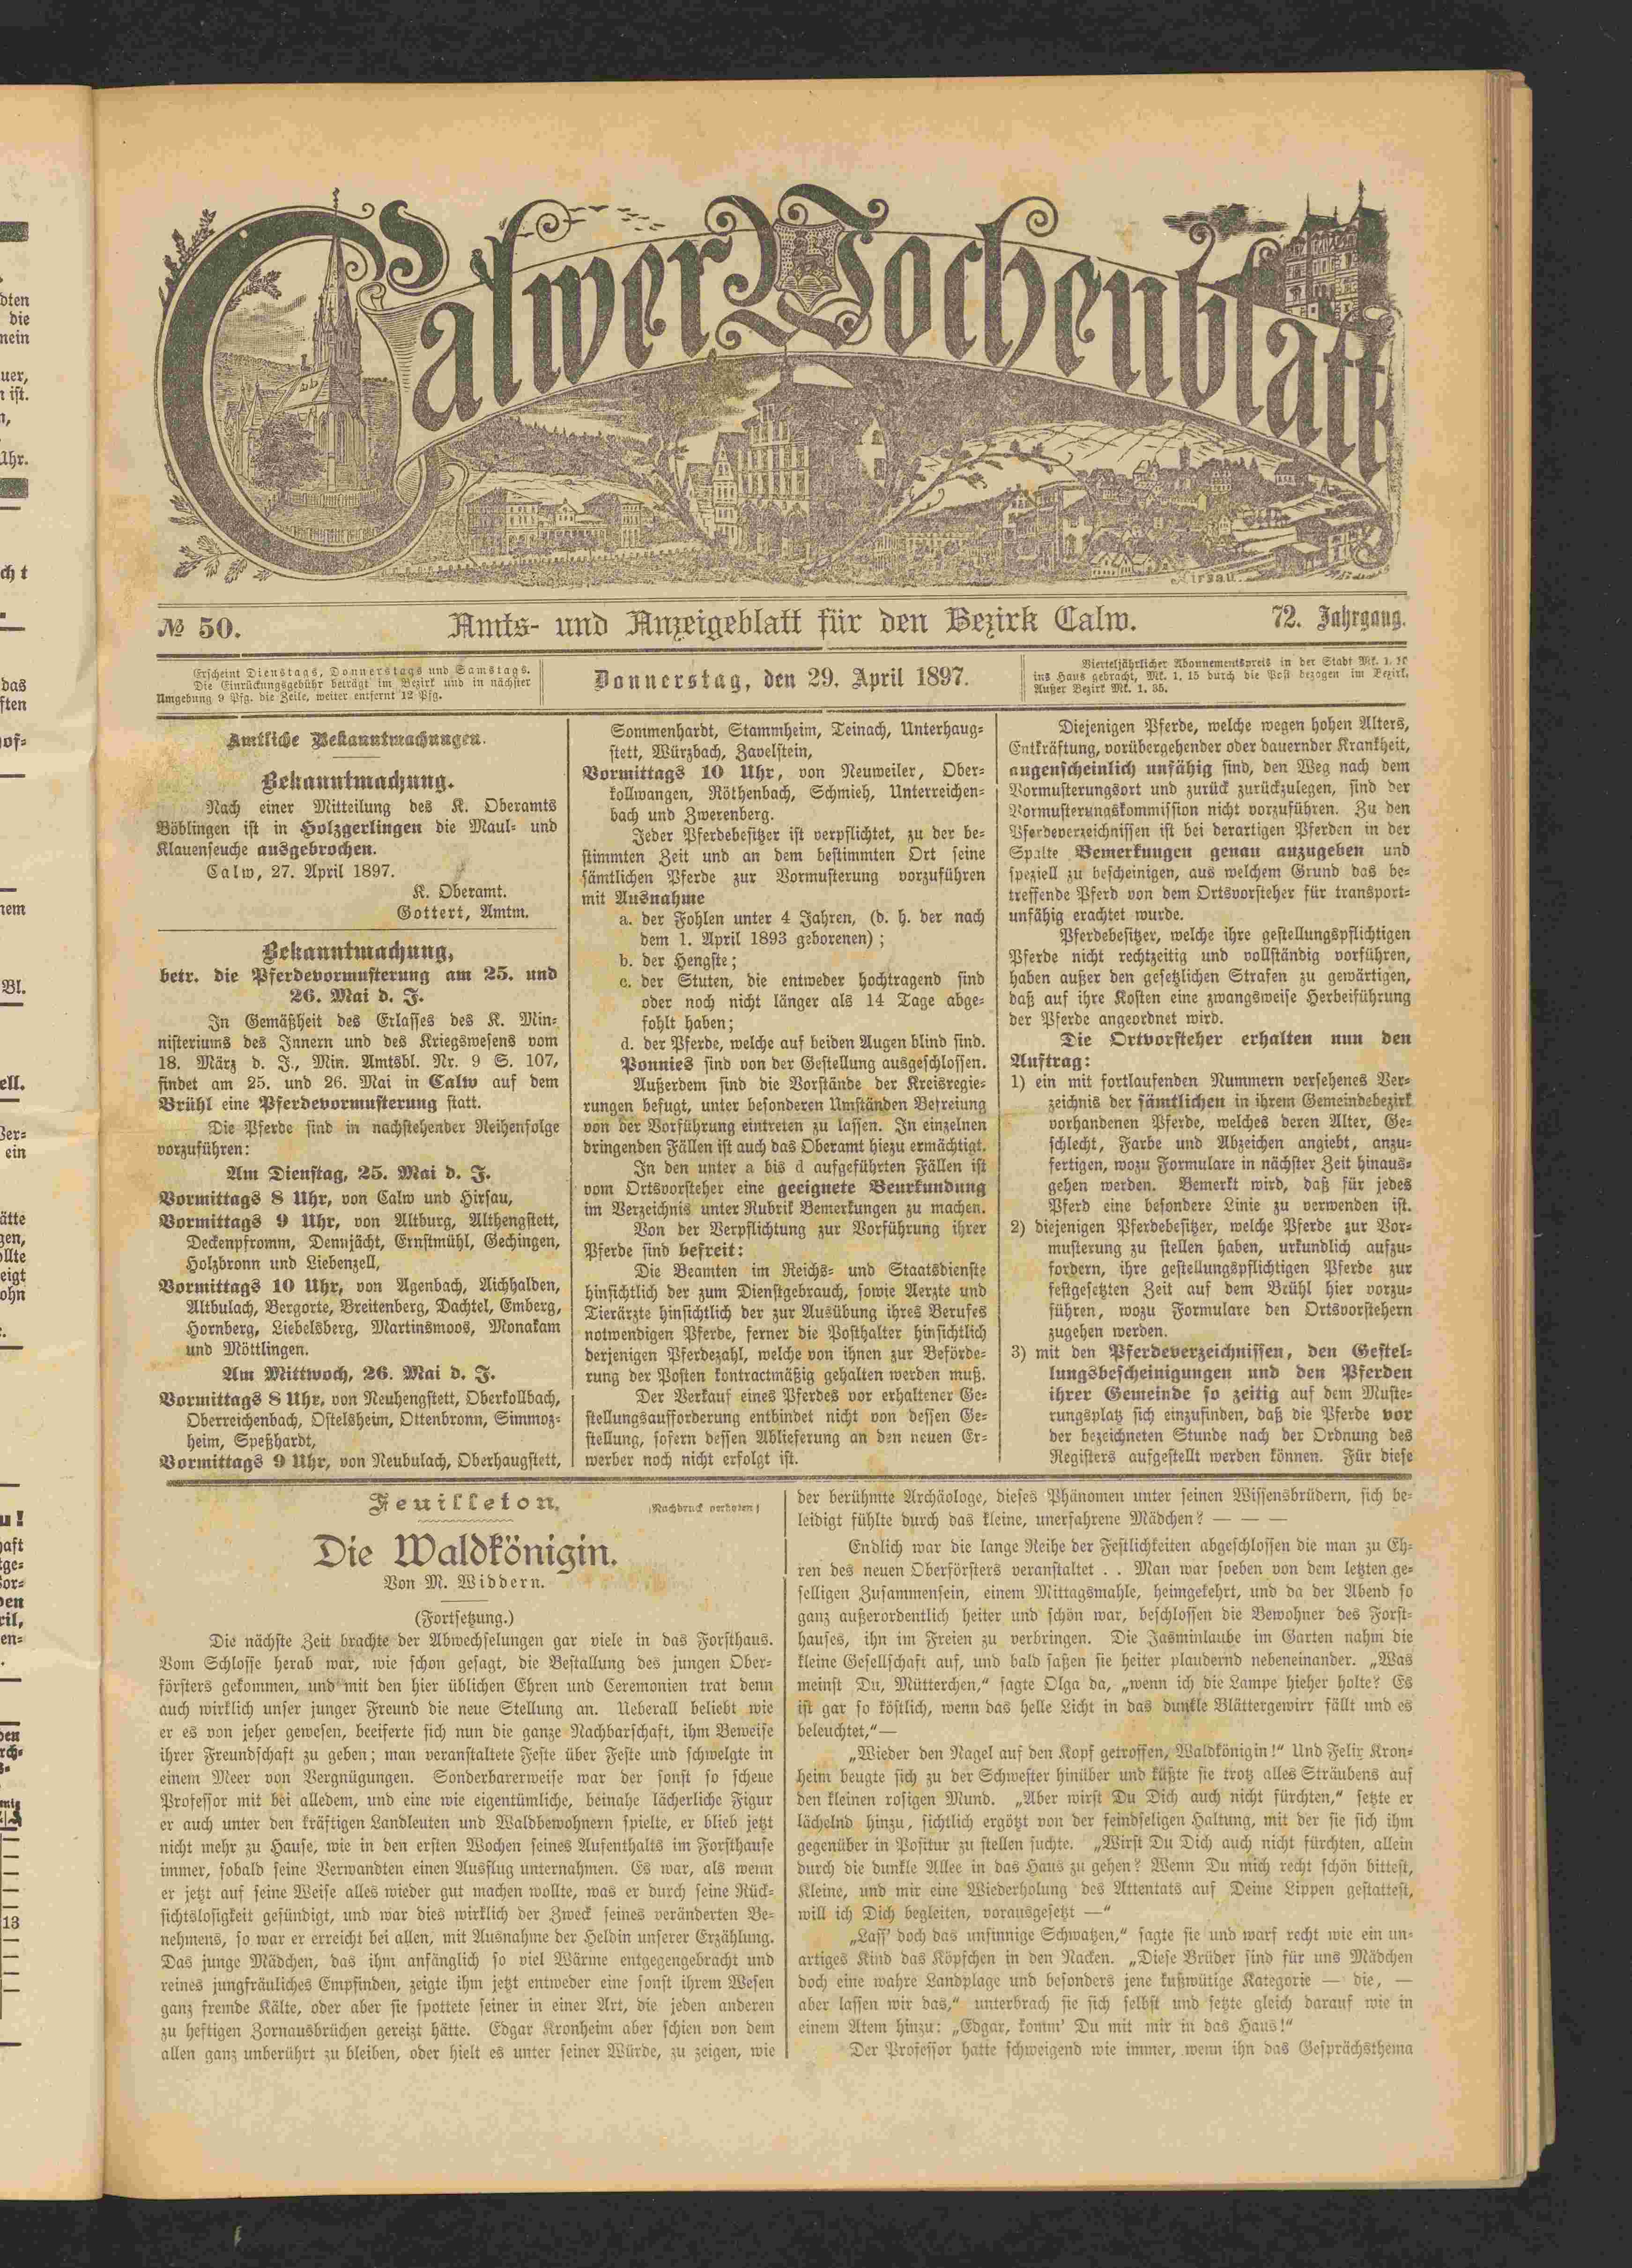 Calwer Wochenblatt
Hirsau.
№ 50.
Amts- und Anzeigeblatt für den Bezirk Calw.
72. Jahrgang.
Erscheint Dienstags, Donnerstags und Samstags.
Die Einrückungsgebühr beträgt im Bezirk und in nächster
Umgebung 9 Pfg. die Zeile, weiter entfernt 12 Pfg.
Donnerstag, den 29. April 1897.
Vierteljährlicher Abonnementspreis in der Stadt Mk. 1. 10
ins Haus gebracht, Mk. 1. 15 durch die Post bezogen im Bezirk,
Außer Bezirk Mk. 1. 35.
Amtliche Bekanntmachungen.
Bekanntmachung.
Nach einer Mitteilung des K. Oberamts
Böblingen ist in Holzgerlingen die Maul- und
Klauenseuche ausgebrochen.
Calw, 27. April 1897.
K. Oberamt.
Gottert, Amtm.
Bekanntmachung,
betr. die Pferdevormusterung am 25. und
26. Mai d. J.
In Gemäßheit des Erlasses des K. Min-
nisteriums des Innern und des Kriegswesens vom
18. März d. J., Min. Amtsbl. Nr. 9 S. 107,
findet am 25. und 26. Mai in Calw auf dem
Brühl eine Pferdevormusterung statt.
Die Pferde sind in nachstehender Reihenfolge
vorzuführen:
Am Dienstag, 25. Mai d. J.
Vormittags 8 Uhr, von Calw und Hirsau,
Vormittags 9 Uhr, von Altburg, Althengstett,
Deckenpfromm, Dennjächt, Ernstmühl, Gechingen,
Holzbronn und Liebenzell,
Vormittags 10 Uhr, von Agenbach, Aichhalden,
Altbulach, Bergorte, Breitenberg, Dachtel, Emberg,
Hornberg, Liebelsberg, Martinsmoos, Monakam
und Möttlingen.
Am Mittwoch, 26. Mai d. J.
Vormittags 8 Uhr, von Neuhengstett, Oberkollbach,
Oberreichenbach, Ostelsheim, Ottenbronn, Simmoz-
heim, Speßhardt,
Vormittags 9 Uhr, von Neubulach, Oberhaugstett,
Sommenhardt, Stammheim, Teinach, Unterhaug-
stett, Würzbach, Zavelstein,
Vormittags 10 Uhr, von Neuweiler, Ober-
kollwangen, Röthenbach, Schmieh, Unterreichen-
bach und Zwerenberg.
Jeder Pferdebesitzer ist verpflichtet, zu der be-
stimmten Zeit und an dem bestimmten Ort seine
sämtlichen Pferde zur Vormusterung vorzuführen
mit Ausnahme
a. der Fohlen unter 4 Jahren, (d. h. der nach
dem 1. April 1893 geborenen);
b. der Hengste;
c. der Stuten, die entweder hochtragend sind
oder noch nicht länger als 14 Tage abge-
fohlt haben;
d. der Pferde, welche auf beiden Augen blind sind.
Ponnies sind von der Gestellung ausgeschlossen.
Außerdem sind die Vorstände der Kreisregie-
rungen befugt, unter besonderen Umständen Befreiung
von der Vorführung eintreten zu lassen. In einzelnen
dringenden Fällen ist auch das Oberamt hiezu ermächtigt.
In den unter a bis d aufgeführten Fällen ist
vom Ortsvorsteher eine geeignete Beurkundung
im Verzeichnis unter Rubrik Bemerkungen zu machen.
Von der Verpflichtung zur Vorführung ihrer
Pferde sind befreit:
Die Beamten im Reichs- und Staatsdienste
hinsichtlich der zum Dienstgebrauch, sowie Aerzte und
Tierärzte hinsichtlich der zur Ausübung ihres Berufes
notwendigen Pferde, ferner die Posthalter hinsichtlich
derjenigen Pferdezahl, welche von ihnen zur Beförde-
rung der Posten kontractmäßig gehalten werden muß.
Der Verkauf eines Pferdes vor erhaltener Ge-
stellungsaufforderung entbindet nicht von dessen Ge-
stellung, sofern dessen Ablieferung an den neuen Er-
werber noch nicht erfolgt ist.
Diejenigen Pferde, welche wegen hohen Alters,
Entkräftung, vorübergehender oder dauernder Krankheit,
augenscheinlich unfähig sind, den Weg nach dem
Vormusterungsort und zurück zurückzulegen, sind der
Vormusterungskommission nicht vorzuführen. Zu den
Pferdeverzeichnissen ist bei derartigen Pferden in der
Spalte Bemerkungen genau anzugeben und
speziell zu bescheinigen, aus welchem Grund das be-
treffende Pferd von dem Ortsvorsteher für transport-
unfähig erachtet wurde.
Pferdebesitzer, welche ihre gestellungspflichtigen
Pferde nicht rechtzeitig und vollständig vorführen,
haben außer den gesetzlichen Strafen zu gewärtigen,
daß auf ihre Kosten eine zwangsweise Herbeiführung
der Pferde angeordnet wird.
Die Ortvorsteher erhalten nun den
Auftrag:
1) ein mit fortlaufenden Nummern versehenes Ver-
zeichnis der sämtlichen in ihrem Gemeindebezirk
vorhandenen Pferde, welches deren Alter, Ge-
schlecht, Farbe und Abzeichen angiebt, anzu-
fertigen, wozu Formulare in nächster Zeit hinaus-
gehen werden. Bemerkt wird, daß für jedes
Pferd eine besondere Linie zu verwenden ist.
2) diejenigen Pferdebesitzer, welche Pferde zur Vor-
musterung zu stellen haben, urkundlich aufzu-
fordern, ihre gestellungspflichtigen Pferde zur
festgesetzten Zeit auf dem Brühl hier vorzu-
führen, wozu Formulare den Ortsvorstehern
zugehen werden.
3) mit den Pferdeverzeichnissen, den Gestel-
lungsbescheinigungen und den Pferden
ihrer Gemeinde so zeitig auf dem Muste-
rungsplatz sich einzufinden, daß die Pferde vor
der bezeichneten Stunde nach der Ordnung des
Registers aufgestellt werden können. Für diese
Feuilleton.
(Nachdruck verboten)
Die Waldkönigin.
Von M. Widdern.
(Fortsetzung.)
Die nächste Zeit brachte der Abwechselungen gar viele in das Forsthaus.
Vom Schlosse herab war, wie schon gesagt, die Bestallung des jungen Ober-
försters gekommen, und mit den hier üblichen Ehren und Ceremonien trat denn
auch wirklich unser junger Freund die neue Stellung an. Ueberall beliebt wie
er es von jeher gewesen, beeiferte sich nun die ganze Nachbarschaft, ihm Beweise
ihrer Freundschaft zu geben; man veranstaltete Feste über Feste und schwelgte in
einem Meer von Vergnügungen. Sonderbarerweise war der sonst so scheue
Professor mit bei alledem, und eine wie eigentümliche, beinahe lächerliche Figur
er auch unter den kräftigen Landleuten und Waldbewohnern spielte, er blieb jetzt
nicht mehr zu Hause, wie in den ersten Wochen seines Aufenthalts im Forsthause
immer, sobald seine Verwandten einen Ausflug unternahmen. Es war, als wenn
er jetzt auf seine Weise alles wieder gut machen wollte, was er durch seine Rück-
sichtslosigkeit gesündigt, und war dies wirklich der Zweck seines veränderten Be-
nehmens, so war er erreicht bei allen, mit Ausnahme der Heldin unserer Erzählung.
Das junge Mädchen, das ihm anfänglich so viel Wärme entgegengebracht und
reines jungfräuliches Empfinden, zeigte ihm jetzt entweder eine sonst ihrem Wesen
ganz fremde Kälte, oder aber sie spottete seiner in einer Art, die jeden anderen
zu heftigen Zornausbrüchen gereizt hätte. Edgar Kronheim aber schien von dem
allen ganz unberührt zu bleiben, oder hielt es unter seiner Würde, zu zeigen, wie
der berühmte Archäologe, dieses Phänomen unter seinen Wissensbrüdern, sich be-
leidigt fühlte durch das kleine, unerfahrene Mädchen? — — —
Endlich war die lange Reihe der Festlichkeiten abgeschlossen die man zu Eh-
ren des neuen Oberförsters veranstaltet . . Man war soeben von dem letzten ge-
selligen Zusammensein, einem Mittagsmahle, heimgekehrt, und da der Abend so
ganz außerordentlich heiter und schön war, beschlossen die Bewohner des Forst-
hauses, ihn im Freien zu verbringen. Die Jasminlaube im Garten nahm die
kleine Gesellschaft auf, und bald saßen sie heiter plaudernd nebeneinander. „Was
meinst Du, Mütterchen,“ sagte Olga da, „wenn ich die Lampe hieher holte? Es
ist gar so köstlich, wenn das helle Licht in das dunkle Blättergewirr fällt und es
beleuchtet,“—
„Wieder den Nagel auf den Kopf getroffen, Waldkönigin!“ Und Felix Kron-
heim beugte sich zu der Schwester hinüber und küßte sie trotz alles Sträubens auf
den kleinen rosigen Mund. „Aber wirst Du Dich auch nicht fürchten,“ setzte er
lächelnd hinzu, sichtlich ergötzt von der feindseligen Haltung, mit der sie sich ihm
gegenüber in Positur zu stellen suchte. „Wirst Du Dich auch nicht fürchten, allein
durch die dunkle Allee in das Haus zu gehen? Wenn Du mich recht schön bittest,
Kleine, und mir eine Wiederholung des Attentats auf Deine Lippen gestattest,
will ich Dich begleiten, vorausgesetzt —“
„Laff' doch das unsinnige Schwatzen,“ sagte sie und warf recht wie ein un-
artiges Kind das Köpfchen in den Nacken. „Diese Brüder sind für uns Mädchen
doch eine wahre Landplage und besonders jene kußwütige Kategorie — die, —
aber lassen wir das,“ unterbrach sie sich selbst und setzte gleich darauf wie in
einem Atem hinzu: „Edgar, komm' Du mit mir in das Haus!“
Der Professor hatte schweigend wie immer, wenn ihn das Gesprächsthema